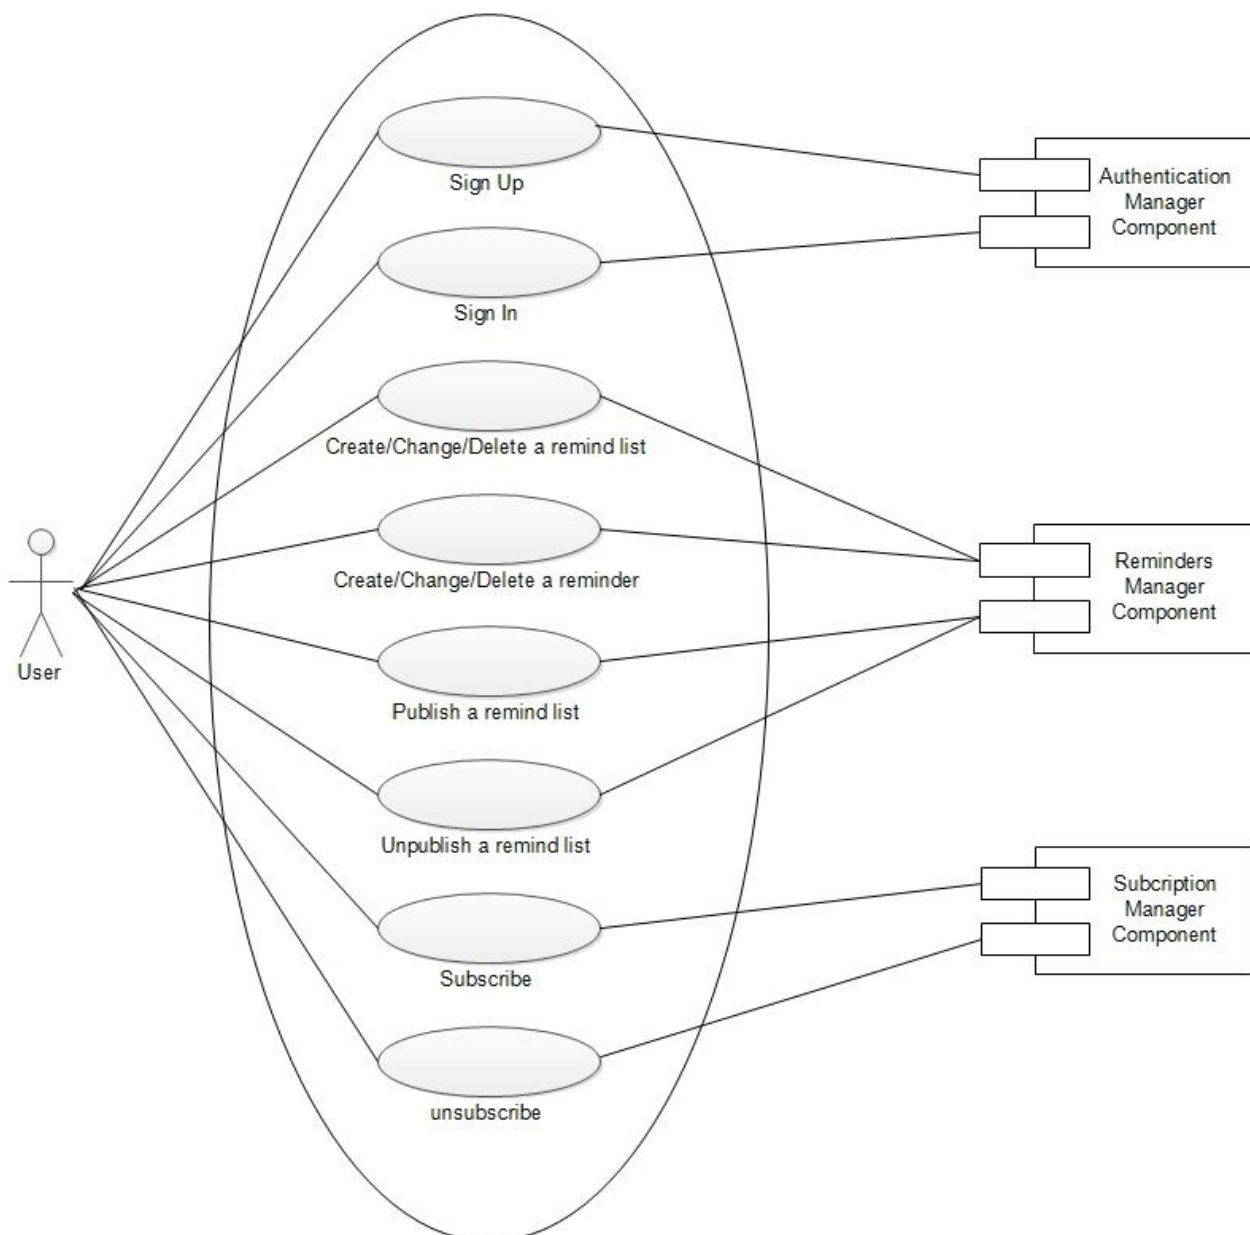 Sign Up
Authentication
Manager
Component
Sign In
Create/Change/Delete a remind list
Create/Change/Delete a reminder
Reminders
Manager
Component
User
Publish a remind list
Unpublish a remind list
Subcription
Manager
Component
Subscribe
unsubscribe